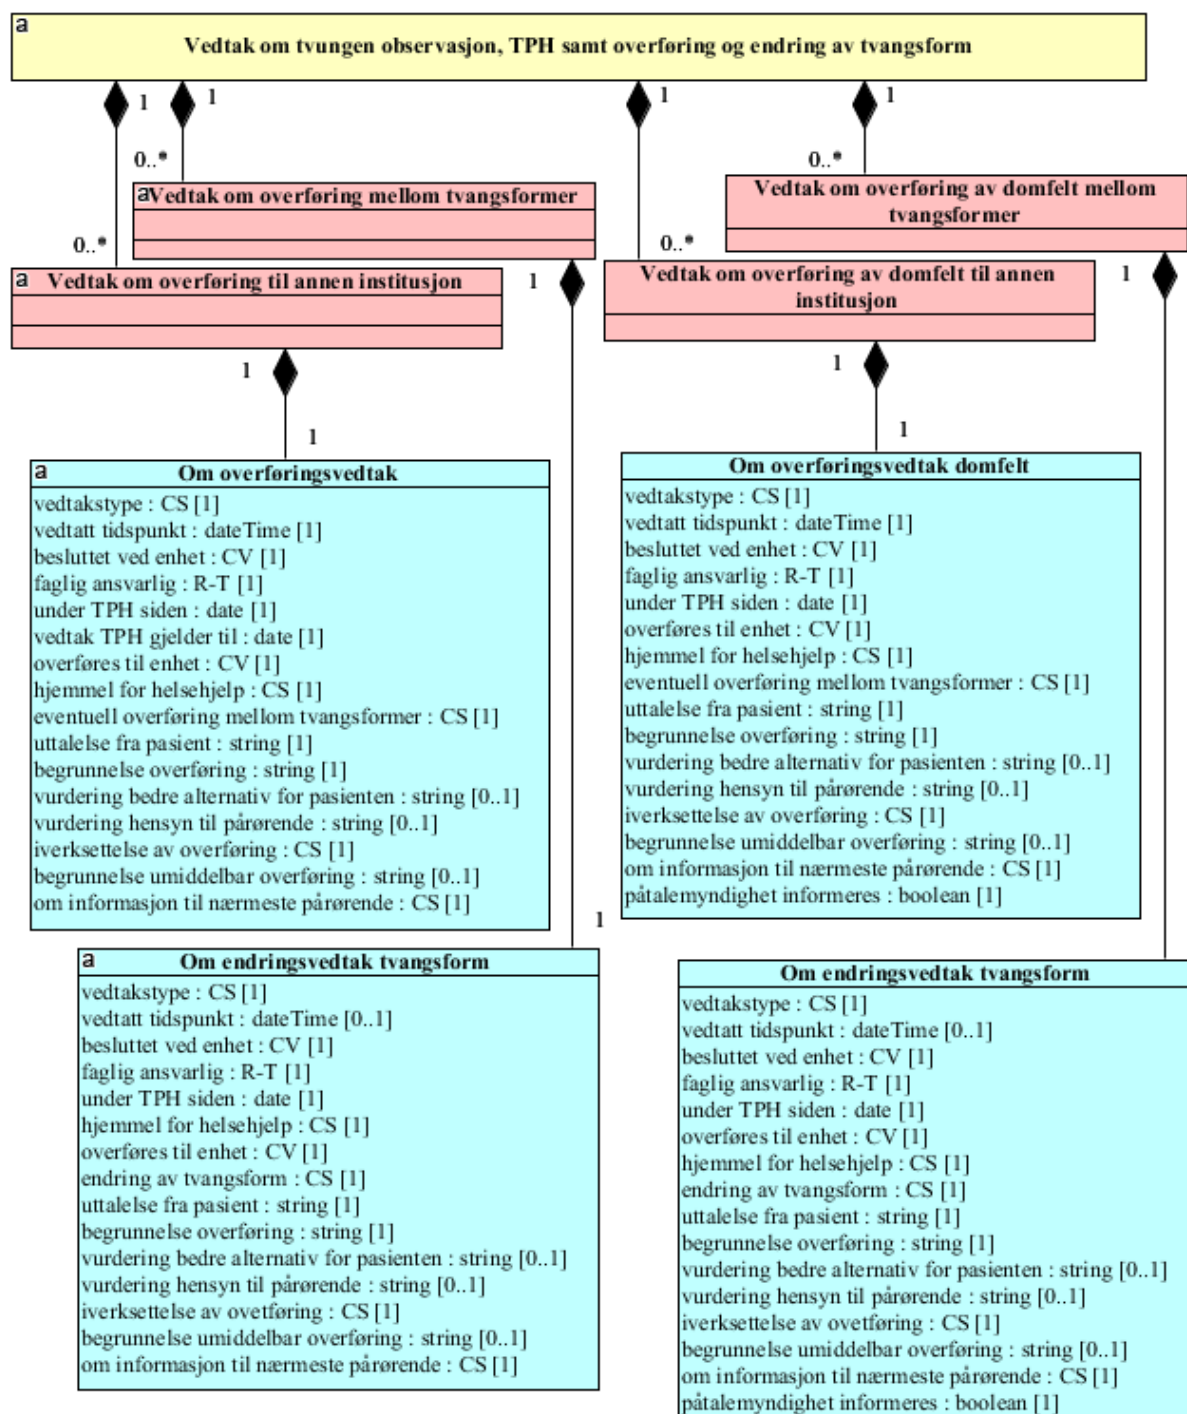 a
Vedtak om tvungen observasjon, TPH samt overføring og endring av tvangsform
1
1
1
1
0..*
0..*
a
Vedtak om overføring mellom tvangsformer
Vedtak om overføring av domfelt mellom
tvangsformer
0..*
0..*
a
Vedtak om overføring til annen institusjon
1
Vedtak om overføring av domfelt til annen
institusjon
1
1
1
1
1
a
Om overføringsvedtak
vedtakstype : CS [1]
vedtatt tidspunkt : dateTime [1]
besluttet ved enhet : CV [1]
faglig ansvarlig : R-T [1]
under TPH siden : date [1]
vedtak TPH gjelder til : date [1]
overføres til enhet : CV [1]
hjemmel for helsehjelp : CS [1]
eventuell overføring mellom tvangsformer : CS [1]
uttalelse fra pasient : string [1]
begrunnelse overføring : string [1]
vurdering bedre alternativ for pasienten : string [0..1]
vurdering hensyn til pårørende : string [0..1]
iverksettelse av overføring : CS [1]
begrunnelse umiddelbar overføring : string [0..1]
om informasjon til nærmeste pårørende : CS [1]
Om overføringsvedtak domfelt
vedtakstype : CS [1]
vedtatt tidspunkt : dateTime [1]
besluttet ved enhet : CV [1]
faglig ansvarlig : R-T [1]
under TPH siden : date [1]
overføres til enhet : CV [1]
hjemmel for helsehjelp : CS [1]
eventuell overføring mellom tvangsformer : CS [1]
uttalelse fra pasient : string [1]
begrunnelse overføring : string [1]
vurdering bedre alternativ for pasienten : string [0..1]
vurdering hensyn til pårørende : string [0..1]
iverksettelse av overføring : CS [1]
begrunnelse umiddelbar overføring : string [0..1]
om informasjon til nærmeste pårørende : CS [1]
påtalemyndighet informeres : boolean [1]
1
a
Om endringsvedtak tvangsform
vedtakstype : CS [1]
vedtatt tidspunkt : dateTime [0..1]
besluttet ved enhet : CV [1]
faglig ansvarlig : R-T [1]
under TPH siden : date [1]
hjemmel for helsehjelp : CS [1]
overføres til enhet : CV [1]
endring av tvangsform : CS [1]
uttalelse fra pasient : string [1]
begrunnelse overføring : string [1]
vurdering bedre alternativ for pasienten : string [0..1]
vurdering hensyn til pårørende : string [0..1]
iverksettelse av ovetføring : CS [1]
begrunnelse umiddelbar overføring : string [0..1]
om informasjon til nærmeste pårørende : CS [1]
Om endringsvedtak tvangsform
vedtakstype : CS [1]
vedtatt tidspunkt : dateTime [0..1]
besluttet ved enhet : CV [1]
faglig ansvarlig : R-T [1]
under TPH siden : date [1]
overføres til enhet : CV [1]
hjemmel for helsehjelp : CS [1]
endring av tvangsform : CS [1]
uttalelse fra pasient : string [1]
begrunnelse overføring : string [1]
vurdering bedre alternativ for pasienten : string [0..1]
vurdering hensyn til pårørende : string [0..1]
iverksettelse av ovetføring : CS [1]
begrunnelse umiddelbar overføring : string [0..1]
om informasjon til nærmeste pårørende : CS [1]
påtalemyndighet informeres : boolean [1]